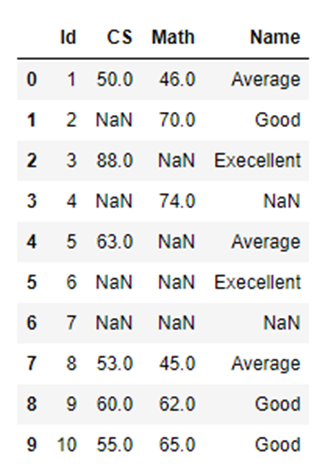 Id CS Math Name
0 1 50.0 46.0 Average
1 2 NaN 70.0 Good
2 3 88.0 NaN Execellent
3 4 NaN 74.0 NaN
4 5 63.0 NaN Average
5 6 NaN NaN Execellent
6 7 NaN NaN NaN
7 8 53.0 45.0 Average
8 9 60.0 62.0 Good
9 10 55.0 65.0 Good